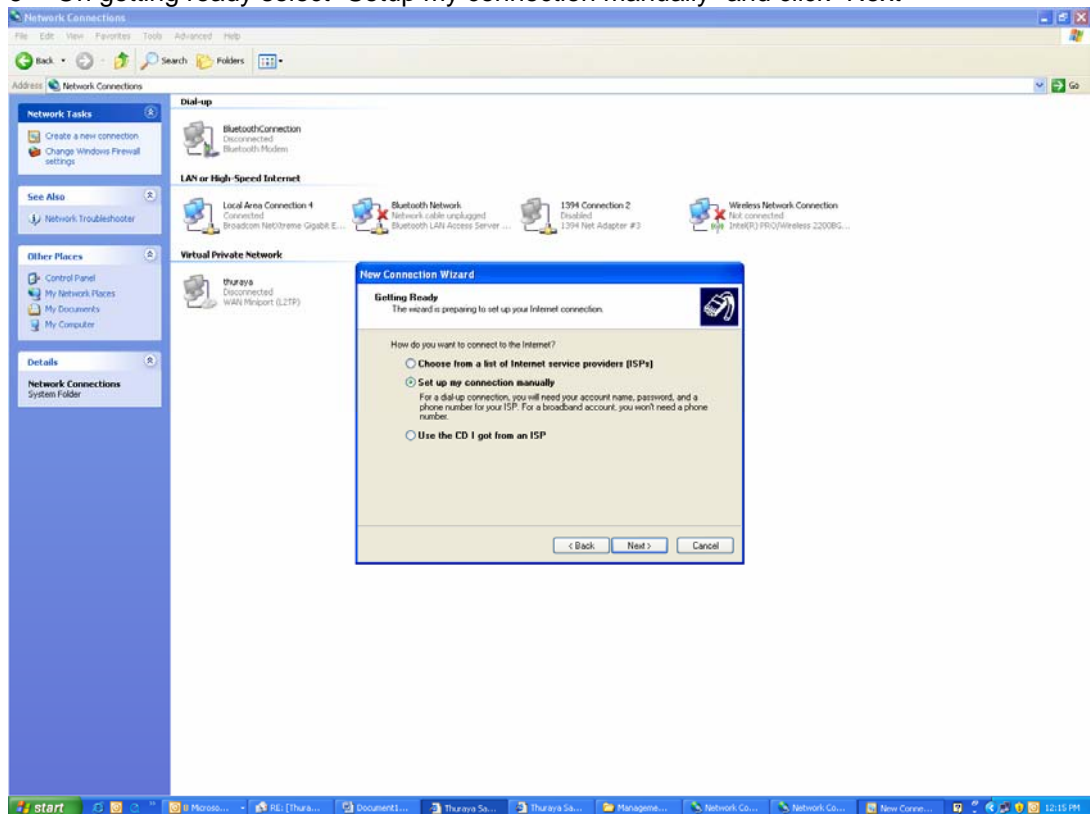 On getting ready select "Setup my connection manually" and click "Next"
Network Connections
File Edit View Favorites Tools Advanced Help
Back Search Folders
Address Network Connections Go
Network Tasks
Create a new connection
Change Windows Firewall
settings
See Also
Network Troubleshooter
Other Places
Control Panel
My Network Places
My Documents
My Computer
Details
Network Connections
System Folder
Dial-up
BluetoothConnection
Disconnected
Bluetooth Modem
LAN or High-Speed Internet
Local Area Connection 4
Connected
Broadcom NetXtreme Gigabit E...
Bluetooth Network
Network cable unplugged
Bluetooth LAN Access Server ...
1394 Connection 2
Disabled
1394 Net Adapter #3
Wireless Network Connection
Not connected
Intel(R) PRO/Wireless 2200BG...
Virtual Private Network
thuraya
Disconnected
WAN Miniport (L2TP)
New Connection Wizard
Getting Ready
The wizard is preparing to set up your Internet connection.
How do you want to connect to the Internet?
Choose from a list of Internet service providers (ISPs)
Set up my connection manually
For a dial-up connection, you will need your account name, password, and a
phone number for your ISP. For a broadband account, you won't need a phone
number.
Use the CD I got from an ISP
< Back Next > Cancel
start 8 Microso... RE: [Thura... Document1... Thuraya Sa... Thuraya Sa... Manageme... Network Co... Network Co... New Conne... 12:15 PM